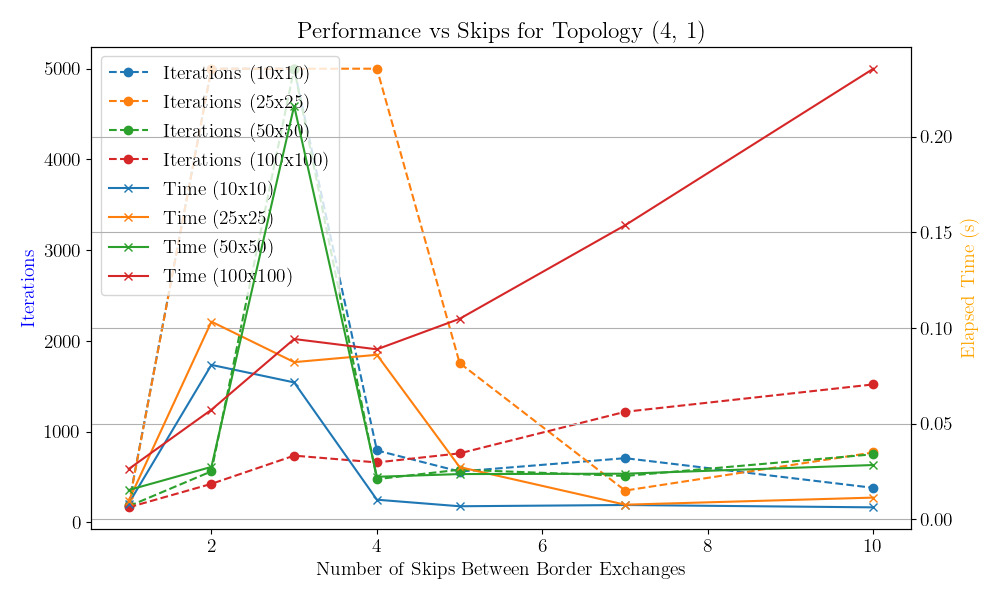 Performance vs Skips for Topology (4, 1)
5000
4000
3000
2000
1000
0
Iterations
Iterations (10x10)
Iterations (25x25)
Iterations (50x50)
Iterations (100x100)
Time (10x10)
Time (25x25)
Time (50x50)
Time (100x100)
0.20
0.15
0.10
0.05
0.00
Elapsed Time (s)
2 4 6 8 10
Number of Skips Between Border Exchanges